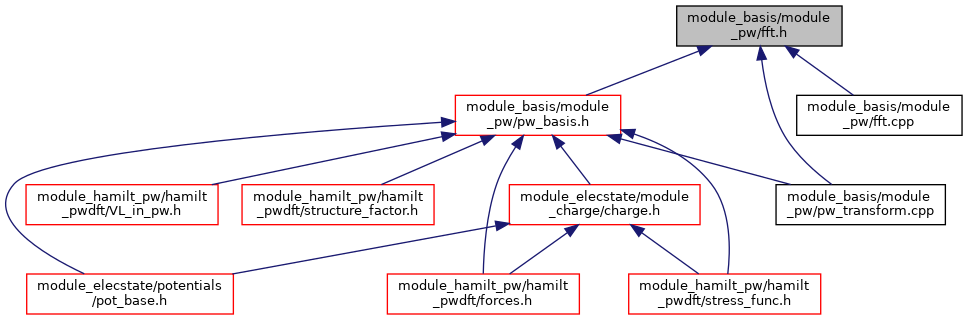 module_basis/module
_pw/fft.h
module_basis/module
_pw/pw_basis.h
module_basis/module
_pw/fft.cpp
module_hamilt_pw/hamilt
_pwdft/VL_in_pw.h
module_hamilt_pw/hamilt
_pwdft/structure_factor.h
module_elecstate/module
_charge/charge.h
module_basis/module
_pw/pw_transform.cpp
module_elecstate/potentials
/pot_base.h
module_hamilt_pw/hamilt
_pwdft/forces.h
module_hamilt_pw/hamilt
_pwdft/stress_func.h